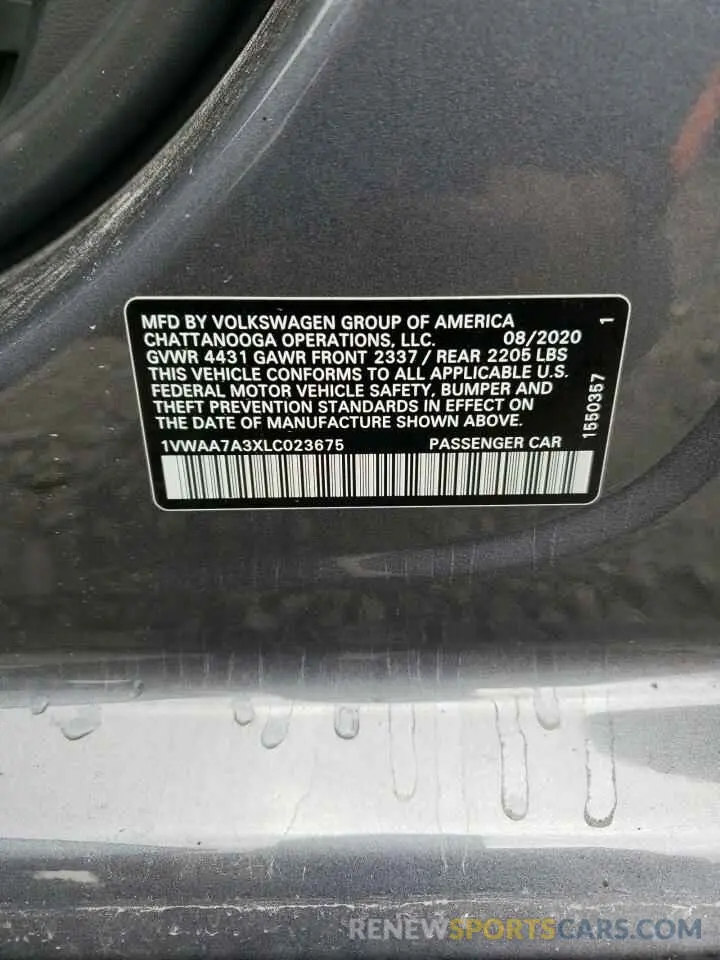 MFD BY VOLKSWAGEN GROUP OF AMERICA
CHATTANOOGA OPERATIONS, LLC. 08/2020
GVWR 4431 GAWR FRONT 2337 / REAR 2205 LBS
THIS VEHICLE CONFORMS TO ALL APPLICABLE U.S.
FEDERAL MOTOR VEHICLE SAFETY, BUMPER AND
THEFT PREVENTION STANDARDS IN EFFECT ON
THE DATE OF MANUFACTURE SHOWN ABOVE.
1VWAA7A3XLC023675 PASSENGER CAR
1550357 1
RENEWSPORTSCARS.COM